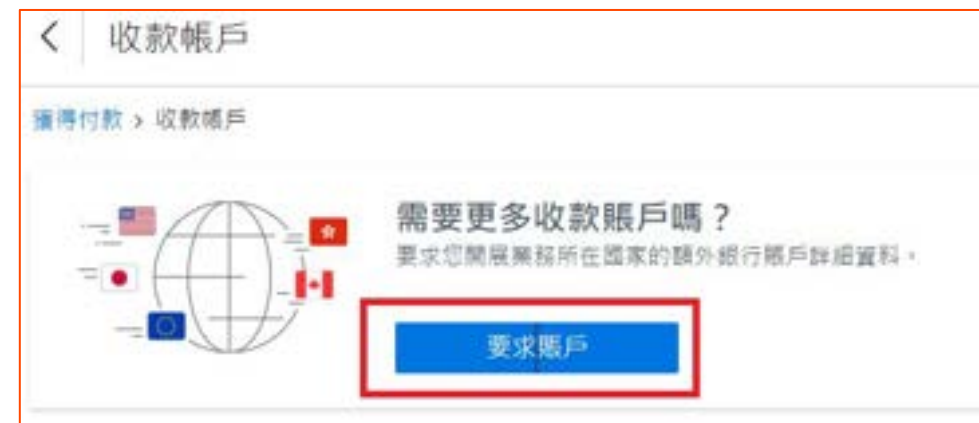 收款帳戶
獲得付款 > 收款帳戶
需要更多收款賬戶嗎？
要求您開展業務所在國家的額外銀行賬戶詳細資料。
要求賬戶